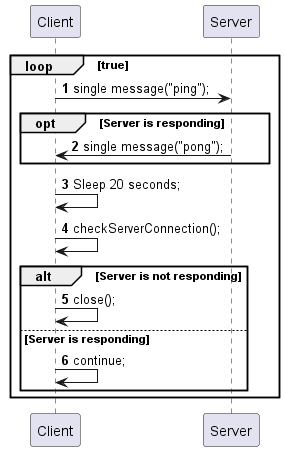 Client Server
loop [true]
1 single message("ping");
opt [Server is responding]
2 single message("pong");
3 Sleep 20 seconds;
4 checkServerConnection();
alt [Server is not responding]
5 close();
[Server is responding]
6 continue;
Client Server